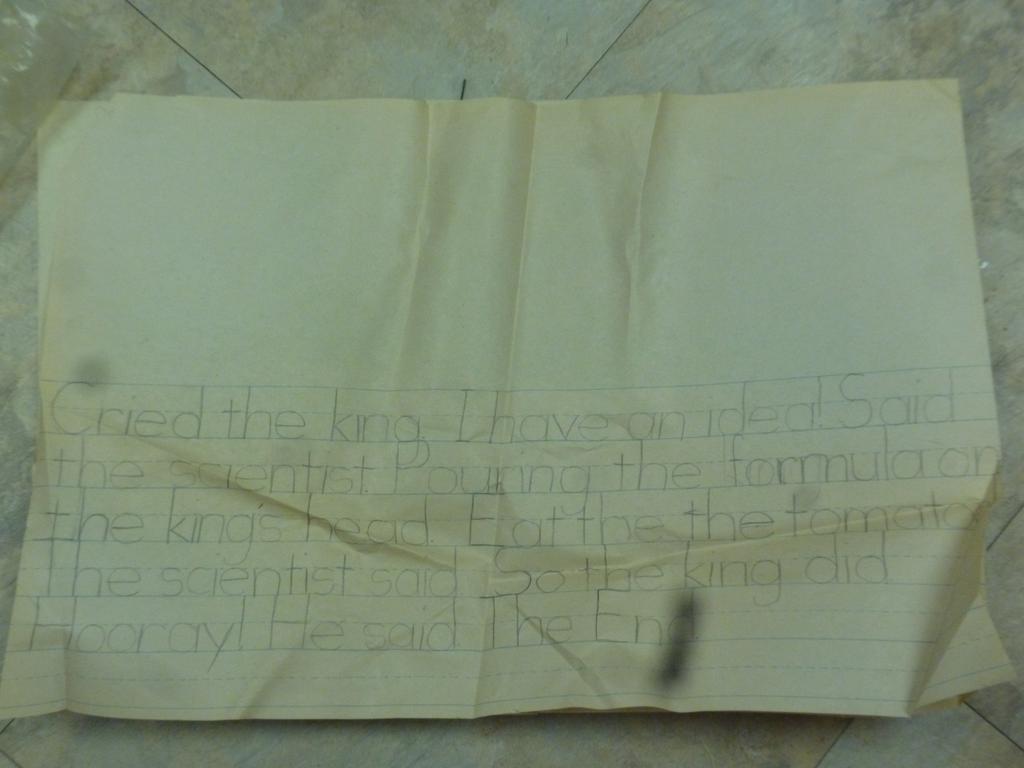 Cried the king. I have an idea! Said
the scientist. Pouring the formula on
the kings head. Eat the the tomato
The scientist said. So the king did.
Hooray! He said. The End.